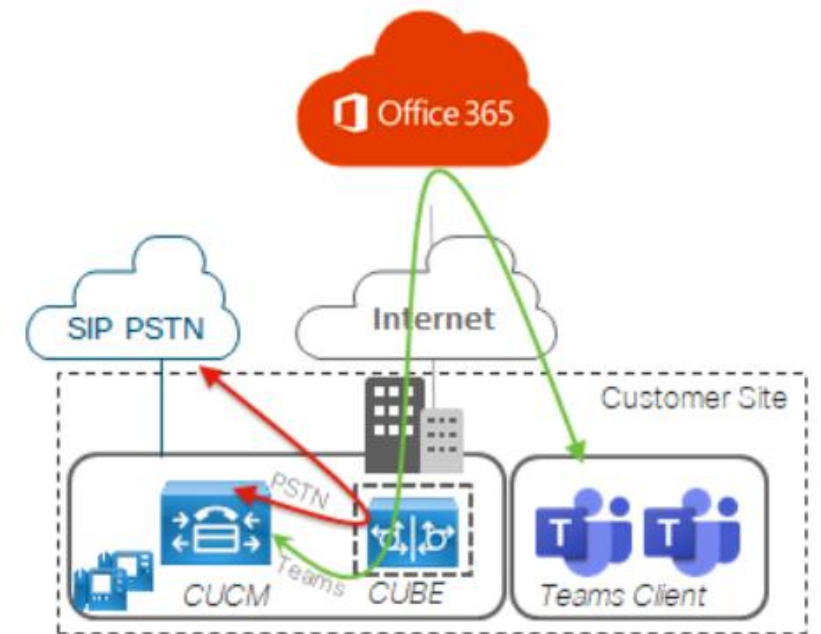 Office 365
SIP PSTN
Internet
Customer Site
PSTN
Teams
CUCM
CUBE
T
T
Teams Client